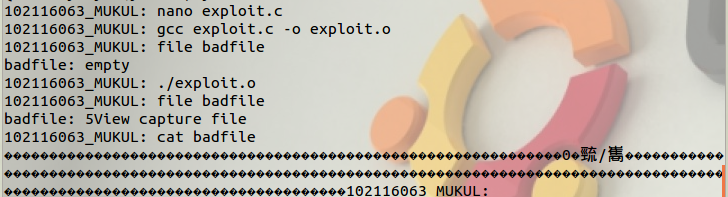 102116063_MUKUL: nano exploit.c
102116063_MUKUL: gcc exploit.c -o exploit.o
102116063_MUKUL: file badfile
badfile: empty
102116063_MUKUL: ./exploit.o
102116063_MUKUL: file badfile
badfile: 5View capture file
102116063_MUKUL: cat badfile
0
102116063_MUKUL: